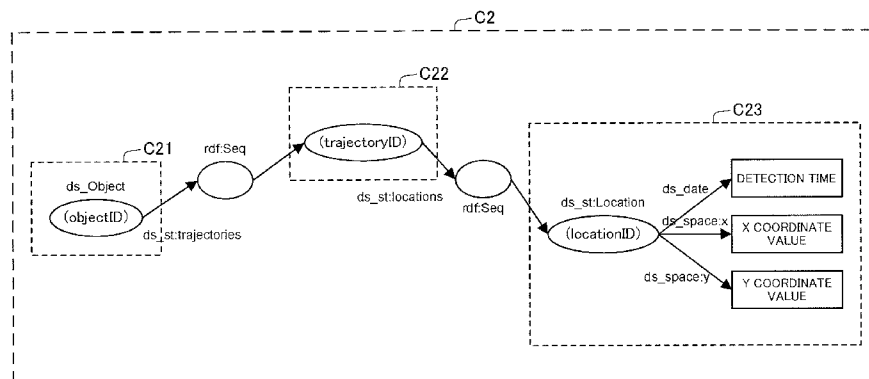 C2
C22
C23
C21
rdf:Seq
(trajectoryID)
ds_Object
(objectID)
ds_st:trajectories
ds_st:locations
rdf:Seq
ds_st:Location
(locationID)
ds_date
DETECTION TIME
ds_space:x
X COORDINATE
VALUE
ds_space:y
Y COORDINATE
VALUE